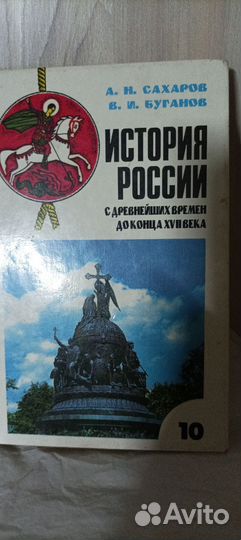 А. Н. САХАРОВ
В. И. БУГАНОВ
ИСТОРИЯ
РОССИИ
С ДРЕВНЕЙШИХ ВРЕМЕН
ДО КОНЦА XVII ВЕКА
10
Avito